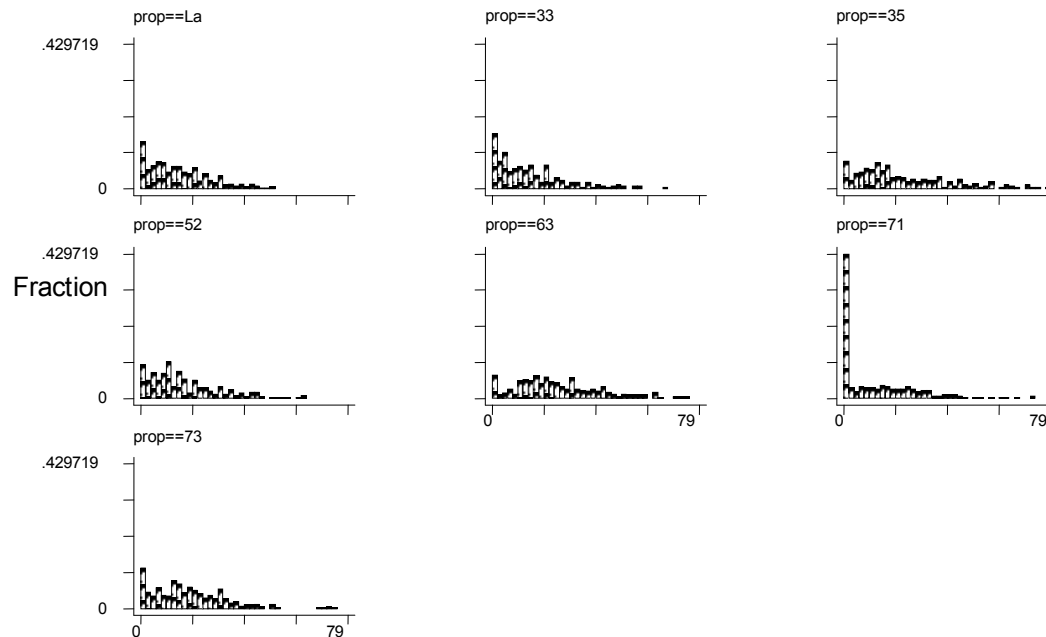 prop==La
prop==33
prop==35
.429719
0
prop==52
prop==63
prop==71
.429719
Fraction
0
0
79
0
79
prop==73
.429719
0
0
79